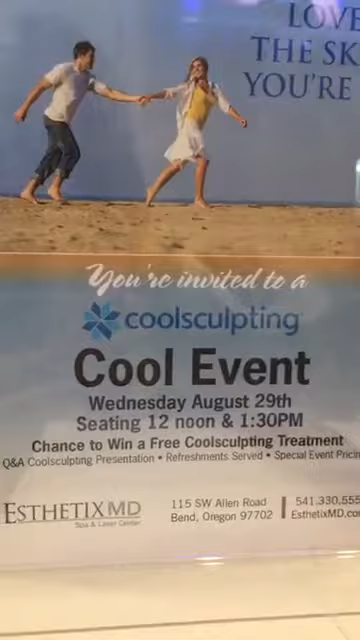 LOVE
THE SK
YOU'RE
You're invited to a
coolsculpting
Cool Event
Wednesday August 29th
Seating 12 noon & 1:30PM
Chance to Win a Free Coolsculpting Treatment
Q&A Coolsculpting Presentation • Refreshments Served • Special Event Pricin
ESTHETIX MD
Spa & Laser Center
115 SW Allen Road
Bend, Oregon 97702
541.330.555
EsthetixMD.co